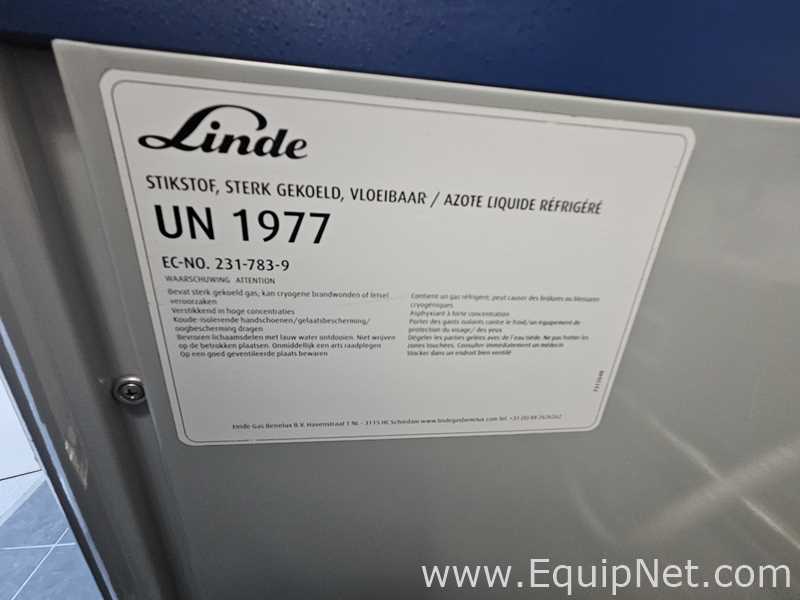 Linde
STIKSTOF, STERK GEKOELD, VLOEIBAAR / AZOTE LIQUIDE RÉFRIGÉRÉ
UN 1977
EC-NO. 231-783-9
WAARSCHUWING ATTENTION
Bevat sterk gekoeld gas; kan cryogene brandwonden of letsel
veroorzaken
Verstikkend in hoge concentraties
Koude-isolerende handschoenen/gelaatsbescherming/
oogbescherming dragen
Bevroren lichaamsdelen met lauw water ontdooien. Niet wrijven
op de betrokken plaatsen. Onmiddellijk een arts raadplegen
Op een goed geventileerde plaats bewaren
Contient un gaz réfrigéré; peut causer des brûlures ou blessures
cryogéniques
Asphyxiant à forte concentration
Porter des gants isolants contre le froid/un équipement de
protection du visage/ des yeux
Dégeler les parties gelées avec de l'eau tiède. Ne pas frotter les
zones touchées. Consulter immédiatement un médecin
Stocker dans un endroit bien ventilé
Linde Gas Benelux B.V. Havenstraat 1 NL - 3115 HC Schiedam www.lindegasbenelux.com Tel.
www.EquipNet.com